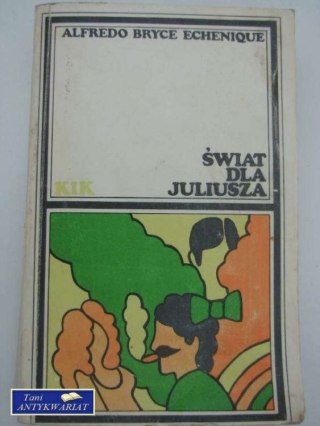 ALFREDO BRYCE ECHENIQUE
ŚWIAT
DLA
JULIUSZA
KIK
Tani
ANTYKWARIAT